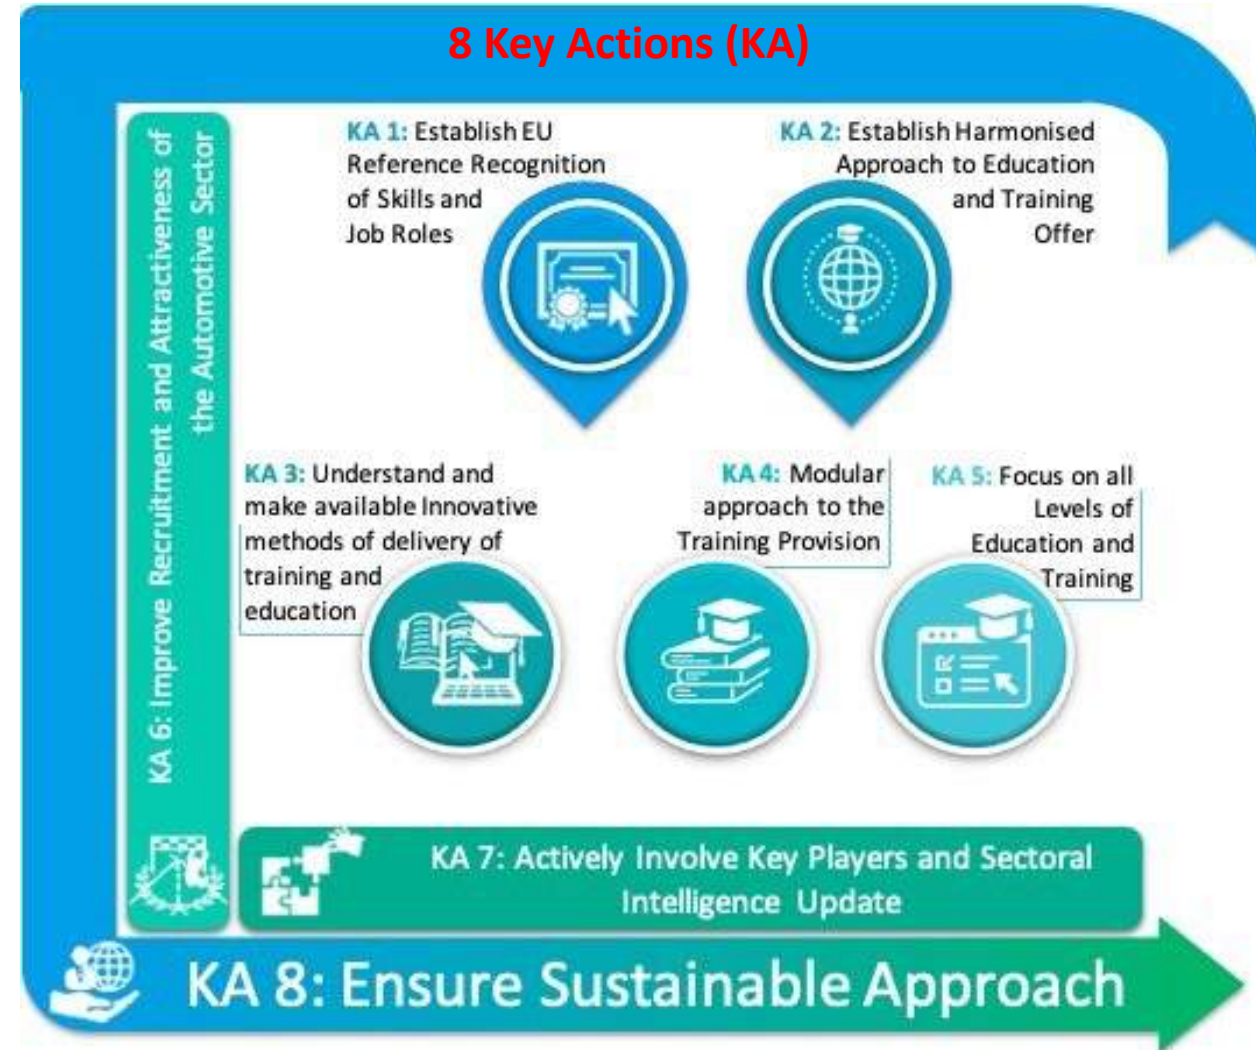 8 Key Actions (KA)
KA 1: Establish EU
Reference Recognition
of Skills and
Job Roles
KA 2: Establish Harmonised
Approach to Education
and Training
Offer
KA 3: Understand and
make available Innovative
methods of delivery of
training and
education
KA 4: Modular
approach to the
Training Provision
KA 5: Focus on all
Levels of
Education and
Training
KA 6: Improve Recruitment and Attractiveness of
the Automotive Sector
KA 7: Actively Involve Key Players and Sectoral
Intelligence Update
KA 8: Ensure Sustainable Approach